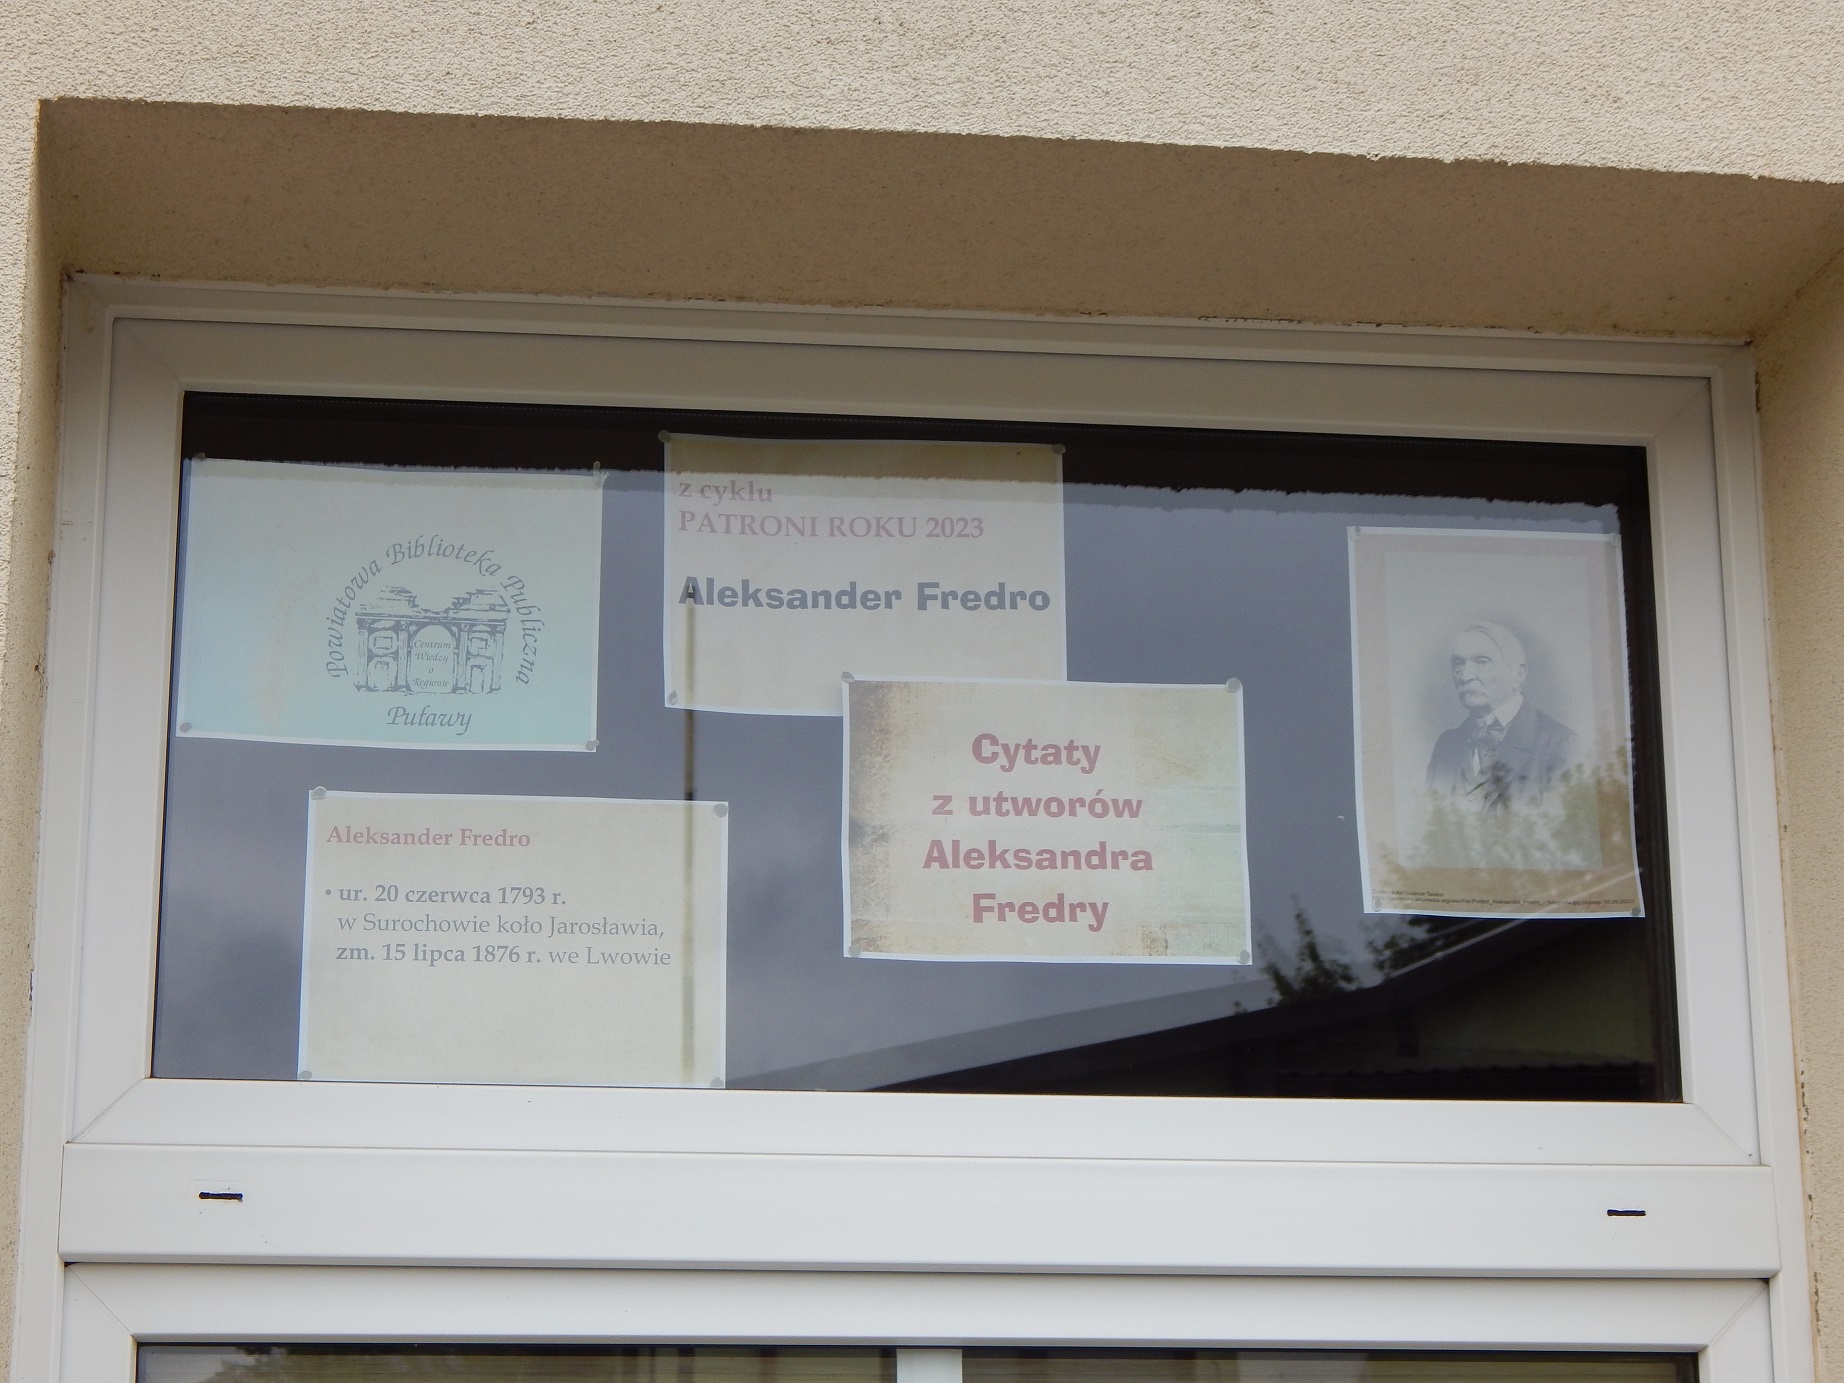 Powiatowa Biblioteka Publiczna
Centrum
Wiedzy
o
Regionie
Puławy
z cyklu
PATRONI ROKU 2023
Aleksander Fredro
Cytaty
z utworów
Aleksandra
Fredry
Aleksander Fredro
• ur. 20 czerwca 1793 r.
w Surochowie koło Jarosławia,
zm. 15 lipca 1876 r. we Lwowie